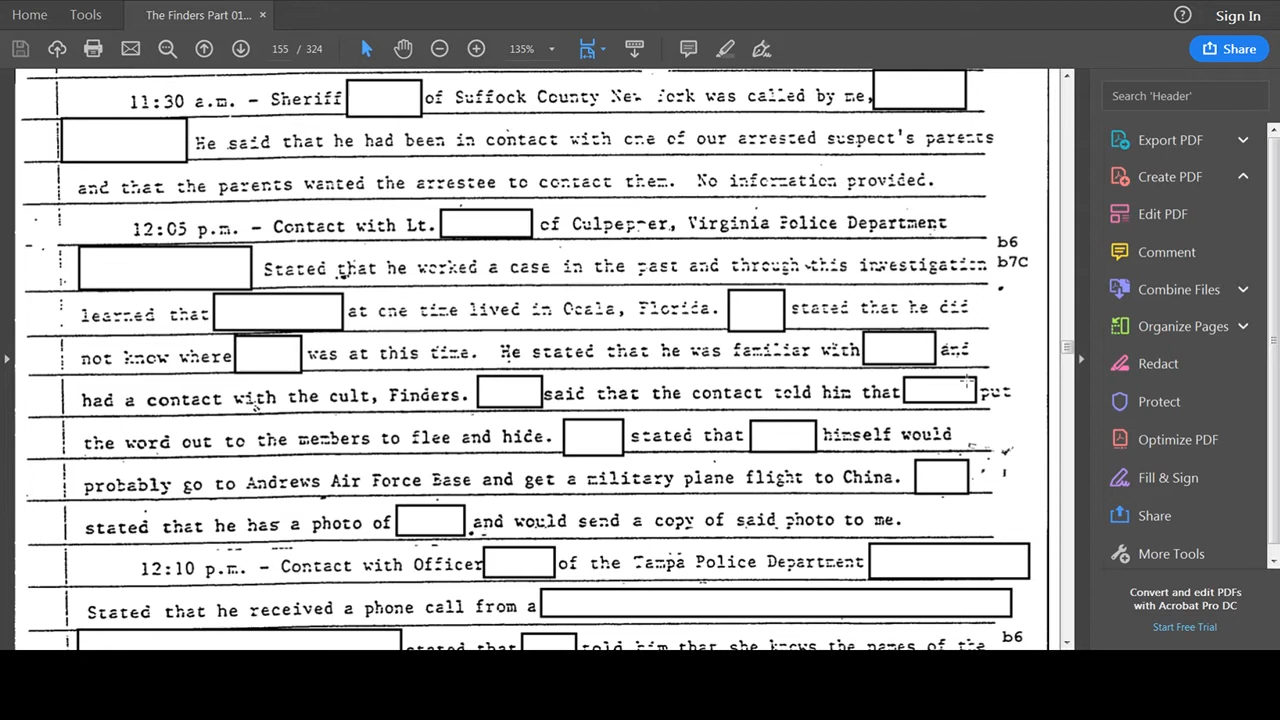 Home Tools The Finders Part 01... × Sign In
155 / 324 135% Share
11:30 a.m. - Sheriff of Suffock County New York was called by me,
He said that he had been in contact with one of our arrested suspect's parents
and that the parents wanted the arrestee to contact them. No information provided.
12:05 p.m. - Contact with Lt. of Culpepper, Virginia Police Department
b6
Stated that he worked a case in the past and through this investigation b7C
learned that at one time lived in Ocala, Florida. stated that he did
not know where was at this time. He stated that he was familiar with and
had a contact with the cult, Finders. said that the contact told him that put
the word out to the members to flee and hide. stated that himself would
probably go to Andrews Air Force Base and get a military plane flight to China.
stated that he has a photo of and would send a copy of said photo to me.
12:10 p.m. - Contact with Officer of the Tampa Police Department
Stated that he received a phone call from a
b6
stated that told him that she knows the names of the
Search 'Header'
Export PDF
Create PDF
Edit PDF
Comment
Combine Files
Organize Pages
Redact
Protect
Optimize PDF
Fill & Sign
Share
More Tools
Convert and edit PDFs
with Acrobat Pro DC
Start Free Trial